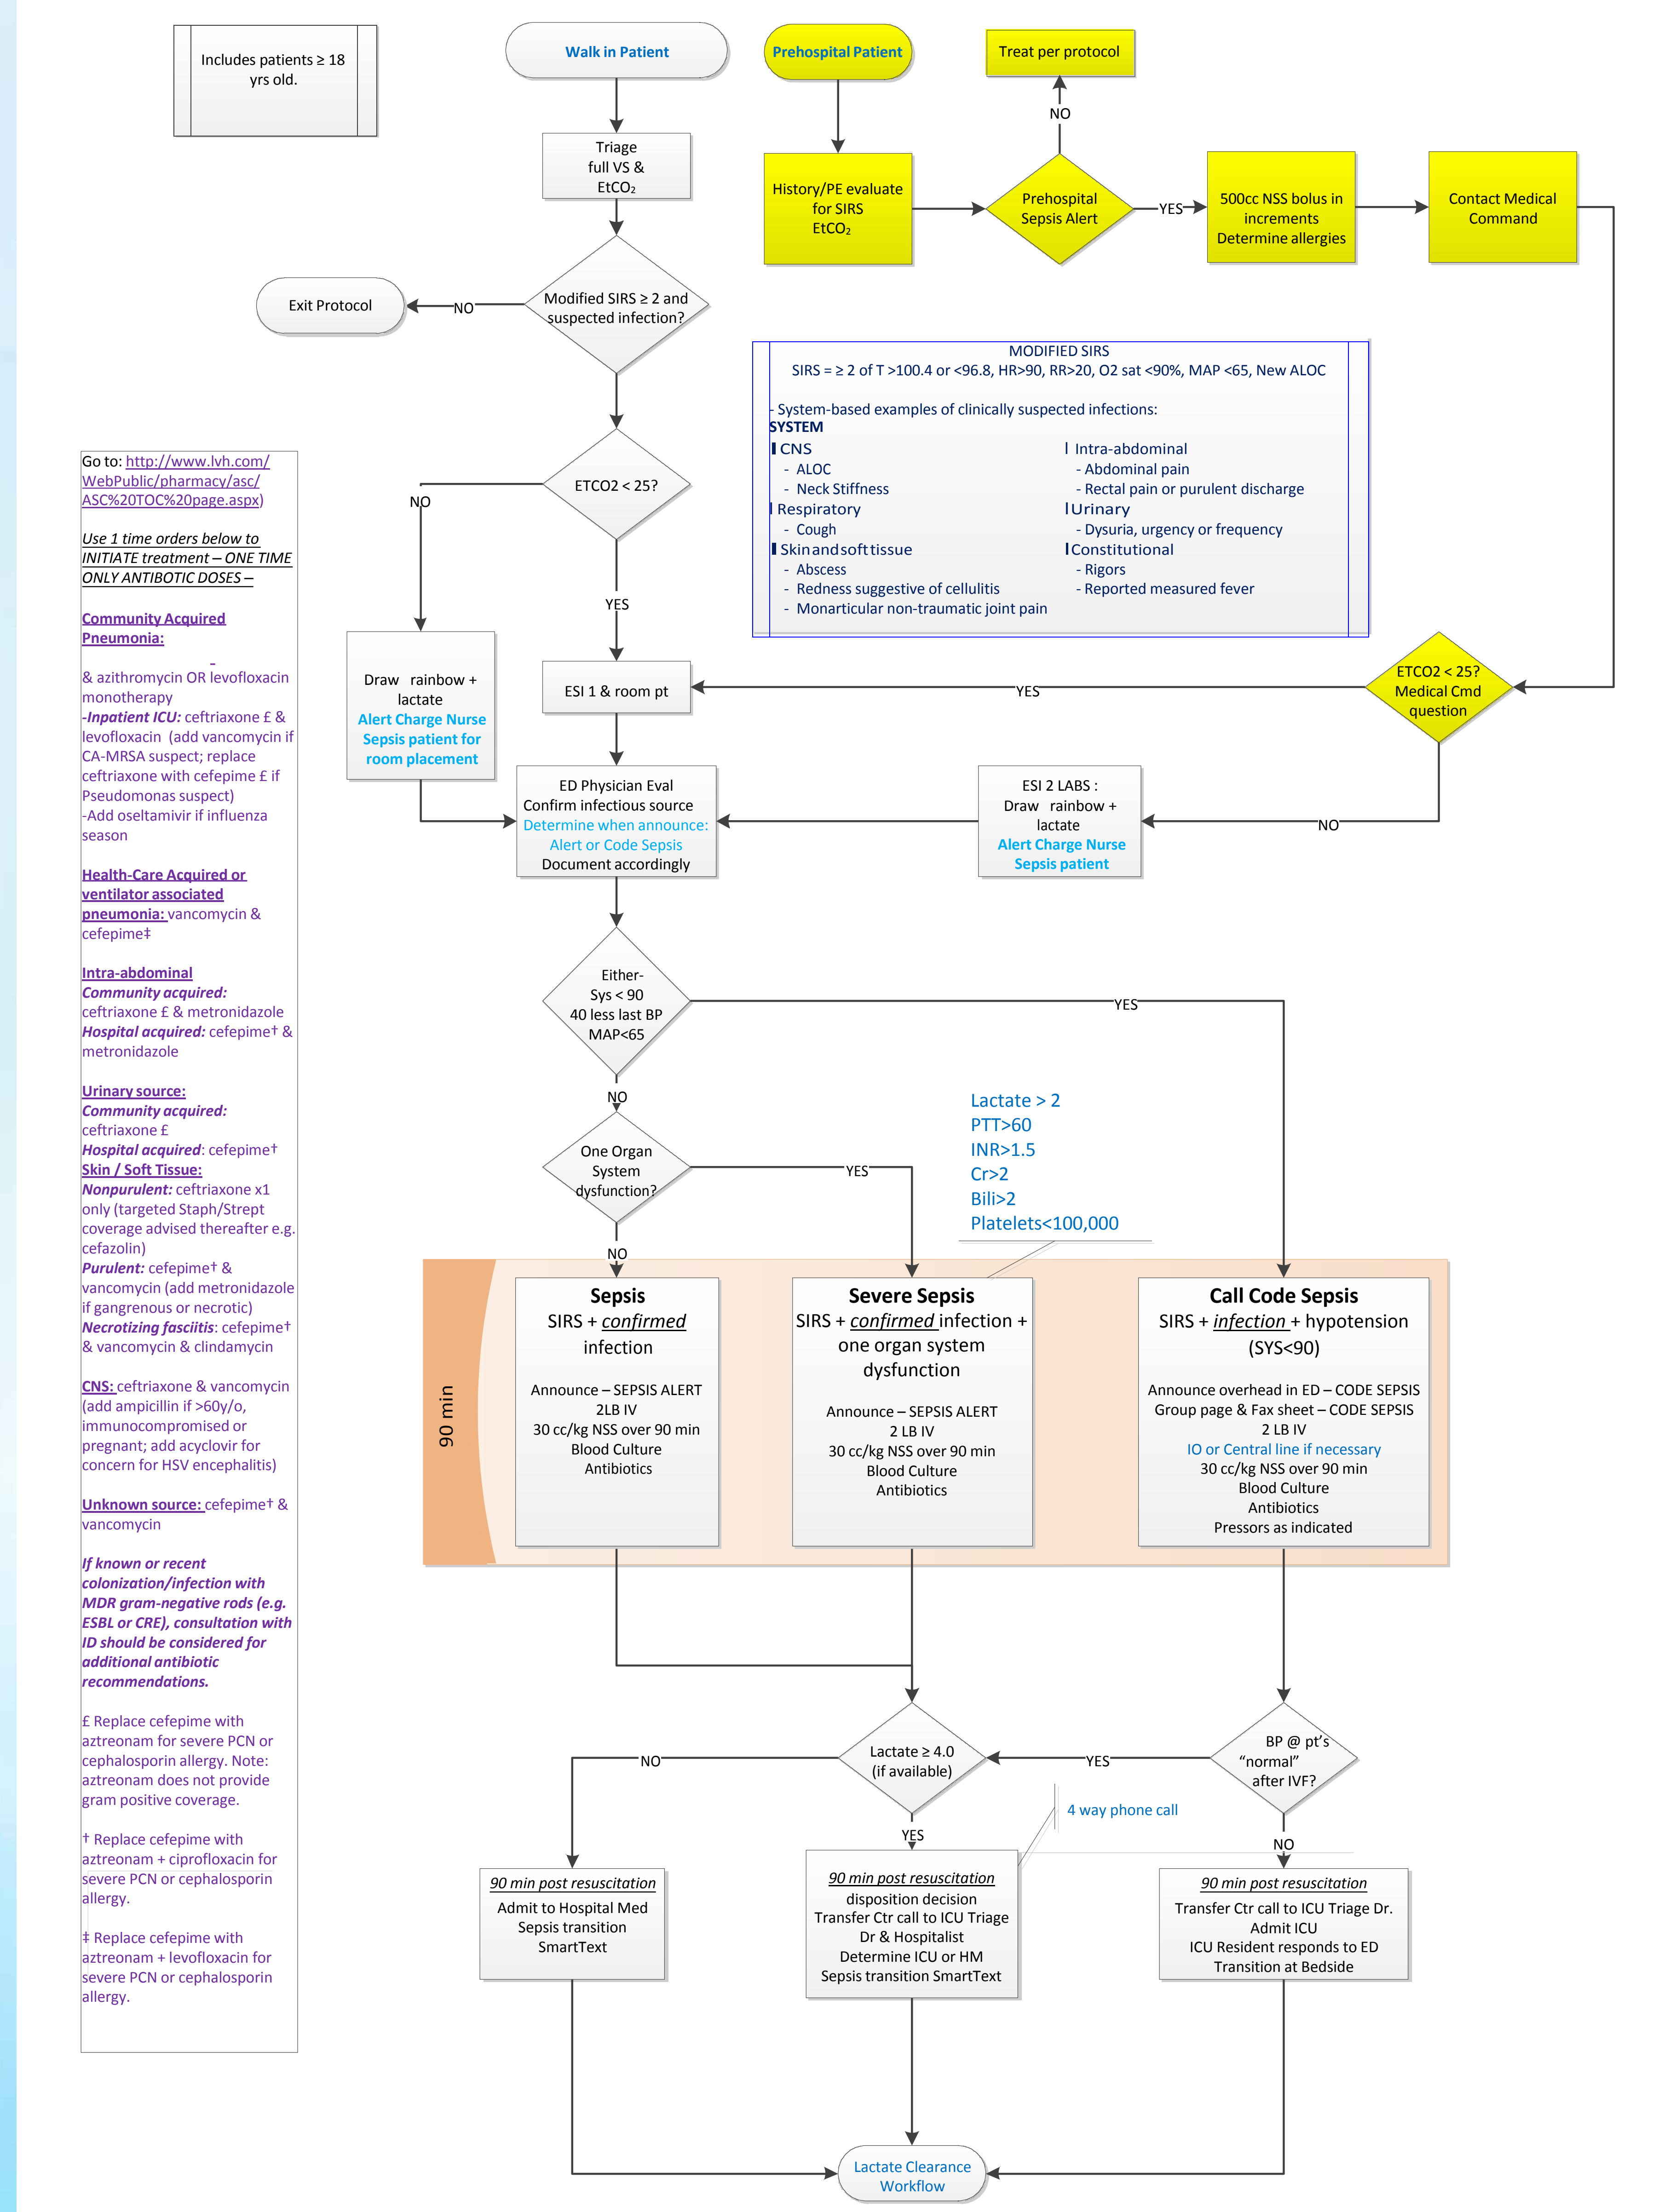 Includes patients ≥ 18
yrs old.
Walk in Patient
Prehospital Patient
Treat per protocol
NO
Triage
full VS &
EtCO₂
History/PE evaluate
for SIRS
EtCO₂
Prehospital
Sepsis Alert
YES
500cc NSS bolus in
increments
Determine allergies
Contact Medical
Command
Modified SIRS ≥ 2 and
suspected infection?
NO
Exit Protocol
MODIFIED SIRS
SIRS = ≥ 2 of T >100.4 or <96.8, HR>90, RR>20, O2 sat <90%, MAP <65, New ALOC
- System-based examples of clinically suspected infections:
SYSTEM
CNS
- ALOC
- Neck Stiffness
Respiratory
- Cough
Skin and soft tissue
- Abscess
- Redness suggestive of cellulitis
- Monarticular non-traumatic joint pain
Intra-abdominal
- Abdominal pain
- Rectal pain or purulent discharge
Urinary
- Dysuria, urgency or frequency
Constitutional
- Rigors
- Reported measured fever
ETCO2 < 25?
NO
YES
Draw rainbow +
lactate
Alert Charge Nurse
Sepsis patient for
room placement
ESI 1 & room pt
YES
ETCO2 < 25?
Medical Cmd
question
NO
ESI 2 LABS :
Draw rainbow +
lactate
Alert Charge Nurse
Sepsis patient
ED Physician Eval
Confirm infectious source
Determine when announce:
Alert or Code Sepsis
Document accordingly
Either-
Sys < 90
40 less last BP
MAP<65
YES
NO
One Organ
System
dysfunction?
YES
NO
Lactate > 2
PTT>60
INR>1.5
Cr>2
Bili>2
Platelets<100,000
90 min
Sepsis
SIRS + confirmed
infection
Announce – SEPSIS ALERT
2LB IV
30 cc/kg NSS over 90 min
Blood Culture
Antibiotics
Severe Sepsis
SIRS + confirmed infection +
one organ system
dysfunction
Announce – SEPSIS ALERT
2 LB IV
30 cc/kg NSS over 90 min
Blood Culture
Antibiotics
Call Code Sepsis
SIRS + infection + hypotension
(SYS<90)
Announce overhead in ED – CODE SEPSIS
Group page & Fax sheet – CODE SEPSIS
2 LB IV
IO or Central line if necessary
30 cc/kg NSS over 90 min
Blood Culture
Antibiotics
Pressors as indicated
Lactate ≥ 4.0
(if available)
NO
YES
YES
BP @ pt's
“normal”
after IVF?
NO
4 way phone call
90 min post resuscitation
Admit to Hospital Med
Sepsis transition
SmartText
90 min post resuscitation
disposition decision
Transfer Ctr call to ICU Triage
Dr & Hospitalist
Determine ICU or HM
Sepsis transition SmartText
90 min post resuscitation
Transfer Ctr call to ICU Triage Dr.
Admit ICU
ICU Resident responds to ED
Transition at Bedside
Lactate Clearance
Workflow
Go to: http://www.lvh.com/
WebPublic/pharmacy/asc/
ASC%20TOC%20page.aspx)
Use 1 time orders below to
INITIATE treatment – ONE TIME
ONLY ANTIBOTIC DOSES –
Community Acquired
Pneumonia:
& azithromycin OR levofloxacin
monotherapy
-Inpatient ICU: ceftriaxone £ &
levofloxacin (add vancomycin if
CA-MRSA suspect; replace
ceftriaxone with cefepime £ if
Pseudomonas suspect)
-Add oseltamivir if influenza
season
Health-Care Acquired or
ventilator associated
pneumonia: vancomycin &
cefepime‡
Intra-abdominal
Community acquired:
ceftriaxone £ & metronidazole
Hospital acquired: cefepime† &
metronidazole
Urinary source:
Community acquired:
ceftriaxone £
Hospital acquired: cefepime†
Skin / Soft Tissue:
Nonpurulent: ceftriaxone x1
only (targeted Staph/Strept
coverage advised thereafter e.g.
cefazolin)
Purulent: cefepime† &
vancomycin (add metronidazole
if gangrenous or necrotic)
Necrotizing fasciitis: cefepime†
& vancomycin & clindamycin
CNS: ceftriaxone & vancomycin
(add ampicillin if >60y/o,
immunocompromised or
pregnant; add acyclovir for
concern for HSV encephalitis)
Unknown source: cefepime† &
vancomycin
If known or recent
colonization/infection with
MDR gram-negative rods (e.g.
ESBL or CRE), consultation with
ID should be considered for
additional antibiotic
recommendations.
£ Replace cefepime with
aztreonam for severe PCN or
cephalosporin allergy. Note:
aztreonam does not provide
gram positive coverage.
† Replace cefepime with
aztreonam + ciprofloxacin for
severe PCN or cephalosporin
allergy.
‡ Replace cefepime with
aztreonam + levofloxacin for
severe PCN or cephalosporin
allergy.